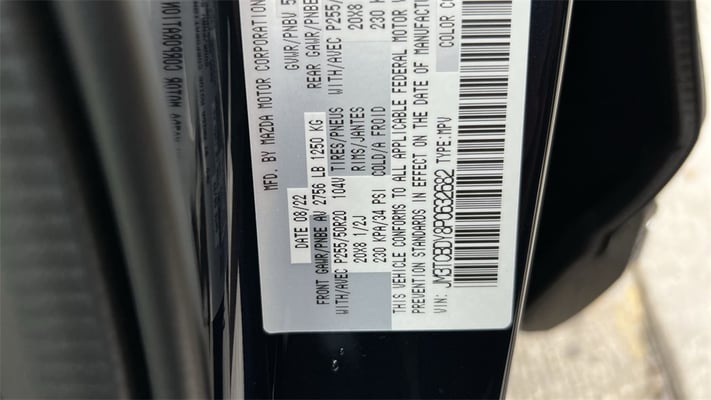 MFD. BY MAZDA MOTOR CORPORATION
DATE 08/22 GVWR/PNBV 5
FRONT GAWR/PNBE AV 2756 LB 1250 KG REAR GAWR/PNBE
WITH/AVEC P255/50R20 104V TIRES/PNEUS WITH/AVEC P255/
20X8 1/2J RIMS/JANTES 20X8
230 KPA/34 PSI COLD/A FROID 230 K
THIS VEHICLE CONFORMS TO ALL APPLICABLE FEDERAL MOTOR V
PREVENTION STANDARDS IN EFFECT ON THE DATE OF MANUFACT
VIN: JM3TCBDY8P0632682 TYPE:MPV COLOR CO